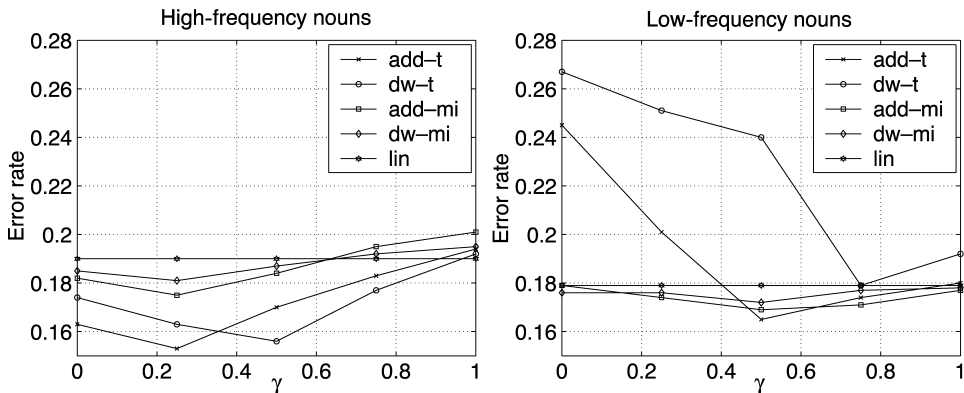 High-frequency nouns
0.28
0.26
0.24
0.22
0.2
0.18
0.16
Error rate
add–t
dw–t
add–mi
dw–mi
lin
0 0.2 0.4 0.6 0.8 1
γ
Low-frequency nouns
0.28
0.26
0.24
0.22
0.2
0.18
0.16
Error rate
add–t
dw–t
add–mi
dw–mi
lin
0 0.2 0.4 0.6 0.8 1
γ